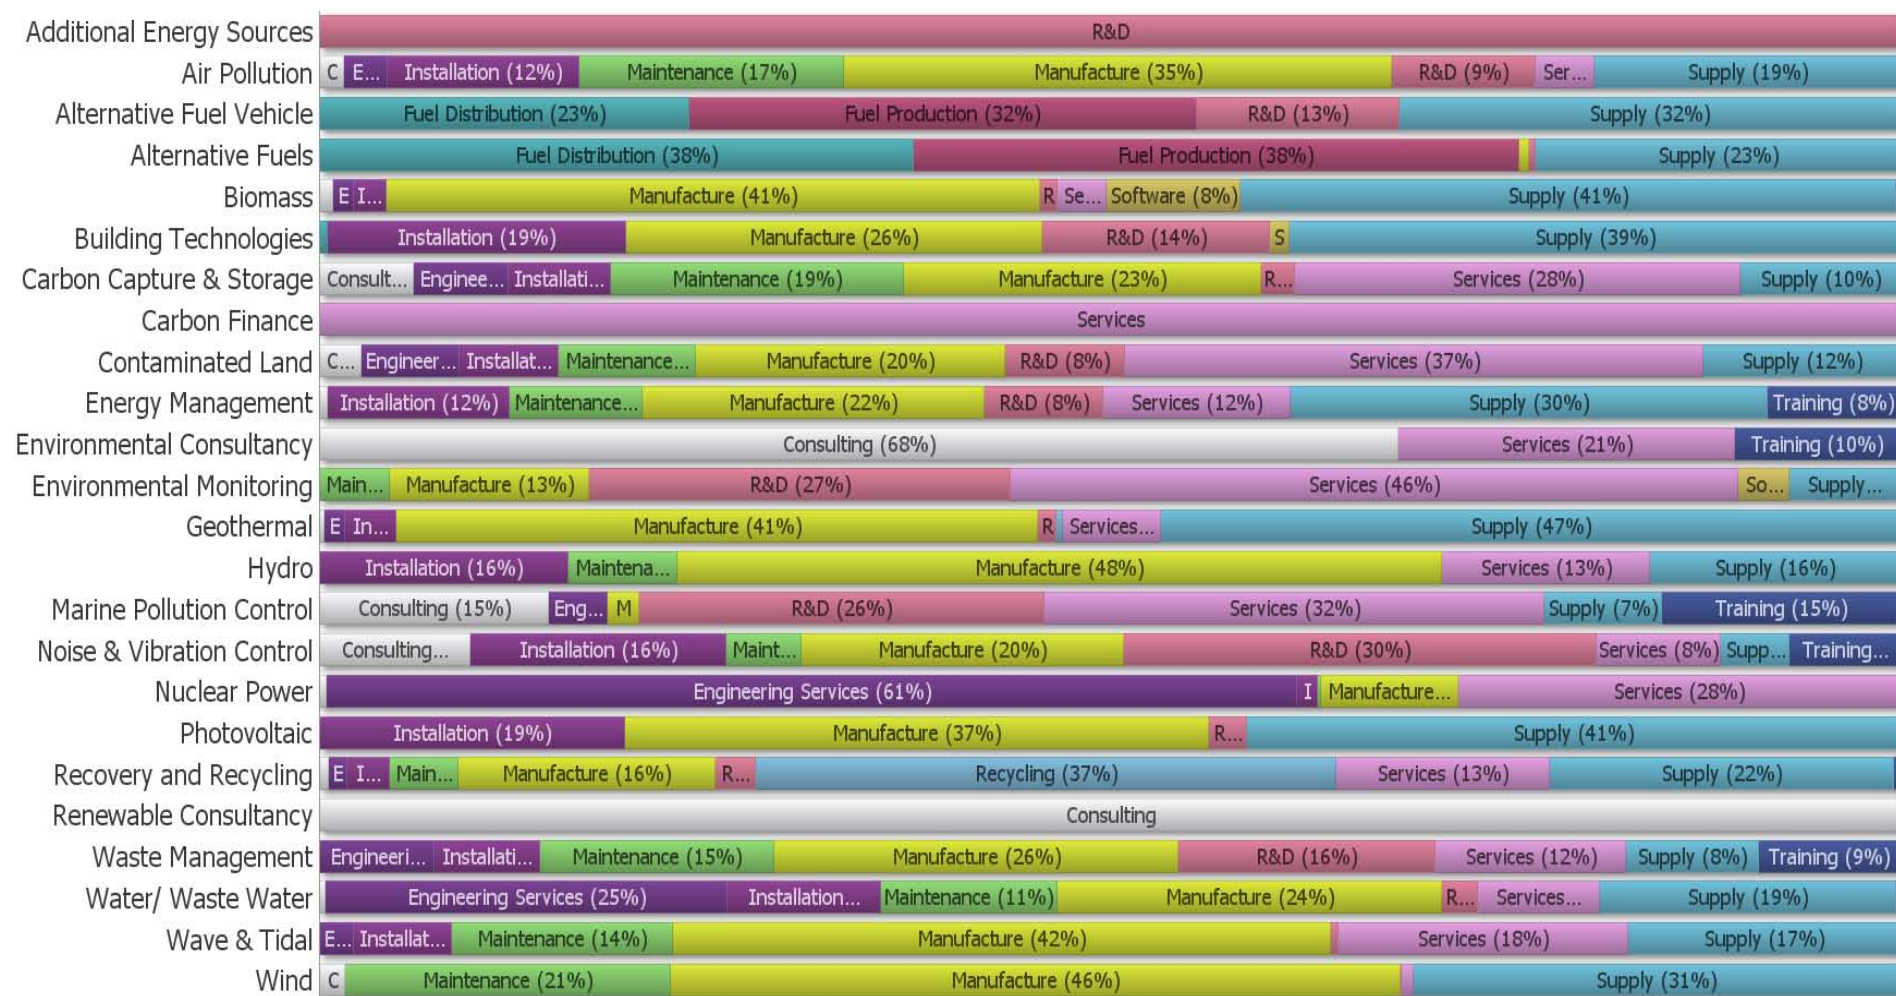 Additional Energy Sources R&D
Air Pollution C E... Installation (12%) Maintenance (17%) Manufacture (35%) R&D (9%) Ser... Supply (19%)
Alternative Fuel Vehicle Fuel Distribution (23%) Fuel Production (32%) R&D (13%) Supply (32%)
Alternative Fuels Fuel Distribution (38%) Fuel Production (38%) Supply (23%)
Biomass E I... Manufacture (41%) R Se... Software (8%) Supply (41%)
Building Technologies Installation (19%) Manufacture (26%) R&D (14%) S Supply (39%)
Carbon Capture & Storage Consult... Enginee... Installati... Maintenance (19%) Manufacture (23%) R... Services (28%) Supply (10%)
Carbon Finance Services
Contaminated Land C... Engineer... Installat... Maintenance... Manufacture (20%) R&D (8%) Services (37%) Supply (12%)
Energy Management Installation (12%) Maintenance... Manufacture (22%) R&D (8%) Services (12%) Supply (30%) Training (8%)
Environmental Consultancy Consulting (68%) Services (21%) Training (10%)
Environmental Monitoring Main... Manufacture (13%) R&D (27%) Services (46%) So... Supply...
Geothermal E In... Manufacture (41%) R Services... Supply (47%)
Hydro Installation (16%) Maintena... Manufacture (48%) Services (13%) Supply (16%)
Marine Pollution Control Consulting (15%) Eng... M R&D (26%) Services (32%) Supply (7%) Training (15%)
Noise & Vibration Control Consulting... Installation (16%) Maint... Manufacture (20%) R&D (30%) Services (8%) Supp... Training...
Nuclear Power Engineering Services (61%) I Manufacture... Services (28%)
Photovoltaic Installation (19%) Manufacture (37%) R... Supply (41%)
Recovery and Recycling E I... Main... Manufacture (16%) R... Recycling (37%) Services (13%) Supply (22%)
Renewable Consultancy Consulting
Waste Management Engineeri... Installati... Maintenance (15%) Manufacture (26%) R&D (16%) Services (12%) Supply (8%) Training (9%)
Water/ Waste Water Engineering Services (25%) Installation... Maintenance (11%) Manufacture (24%) R... Services... Supply (19%)
Wave & Tidal E... Installat... Maintenance (14%) Manufacture (42%) Services (18%) Supply (17%)
Wind C Maintenance (21%) Manufacture (46%) Supply (31%)